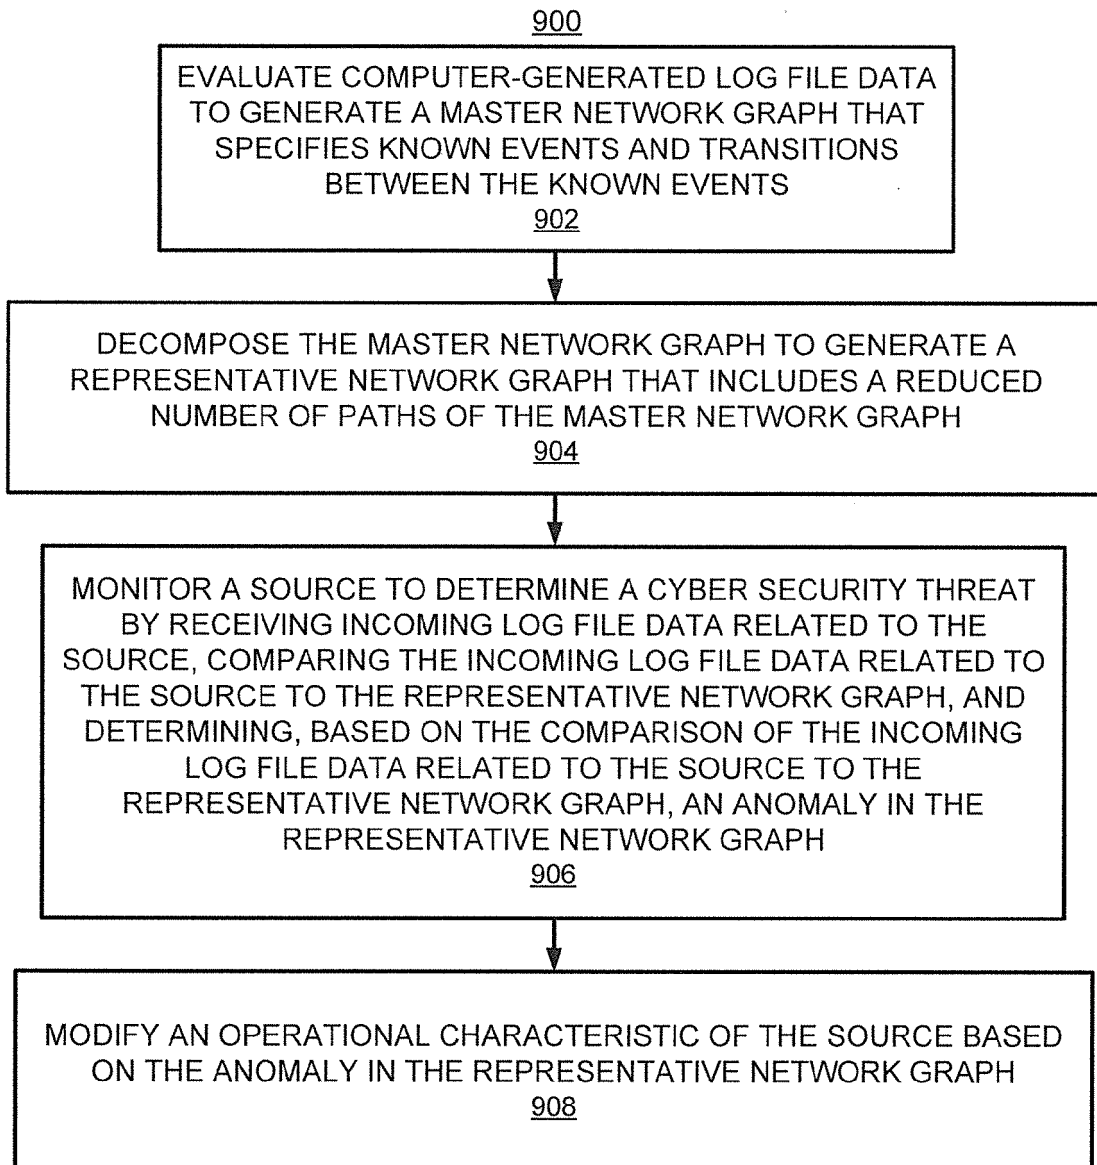 900
EVALUATE COMPUTER-GENERATED LOG FILE DATA
TO GENERATE A MASTER NETWORK GRAPH THAT
SPECIFIES KNOWN EVENTS AND TRANSITIONS
BETWEEN THE KNOWN EVENTS
902
DECOMPOSE THE MASTER NETWORK GRAPH TO GENERATE A
REPRESENTATIVE NETWORK GRAPH THAT INCLUDES A REDUCED
NUMBER OF PATHS OF THE MASTER NETWORK GRAPH
904
MONITOR A SOURCE TO DETERMINE A CYBER SECURITY THREAT
BY RECEIVING INCOMING LOG FILE DATA RELATED TO THE
SOURCE, COMPARING THE INCOMING LOG FILE DATA RELATED TO
THE SOURCE TO THE REPRESENTATIVE NETWORK GRAPH, AND
DETERMINING, BASED ON THE COMPARISON OF THE INCOMING
LOG FILE DATA RELATED TO THE SOURCE TO THE
REPRESENTATIVE NETWORK GRAPH, AN ANOMALY IN THE
REPRESENTATIVE NETWORK GRAPH
906
MODIFY AN OPERATIONAL CHARACTERISTIC OF THE SOURCE BASED
ON THE ANOMALY IN THE REPRESENTATIVE NETWORK GRAPH
908